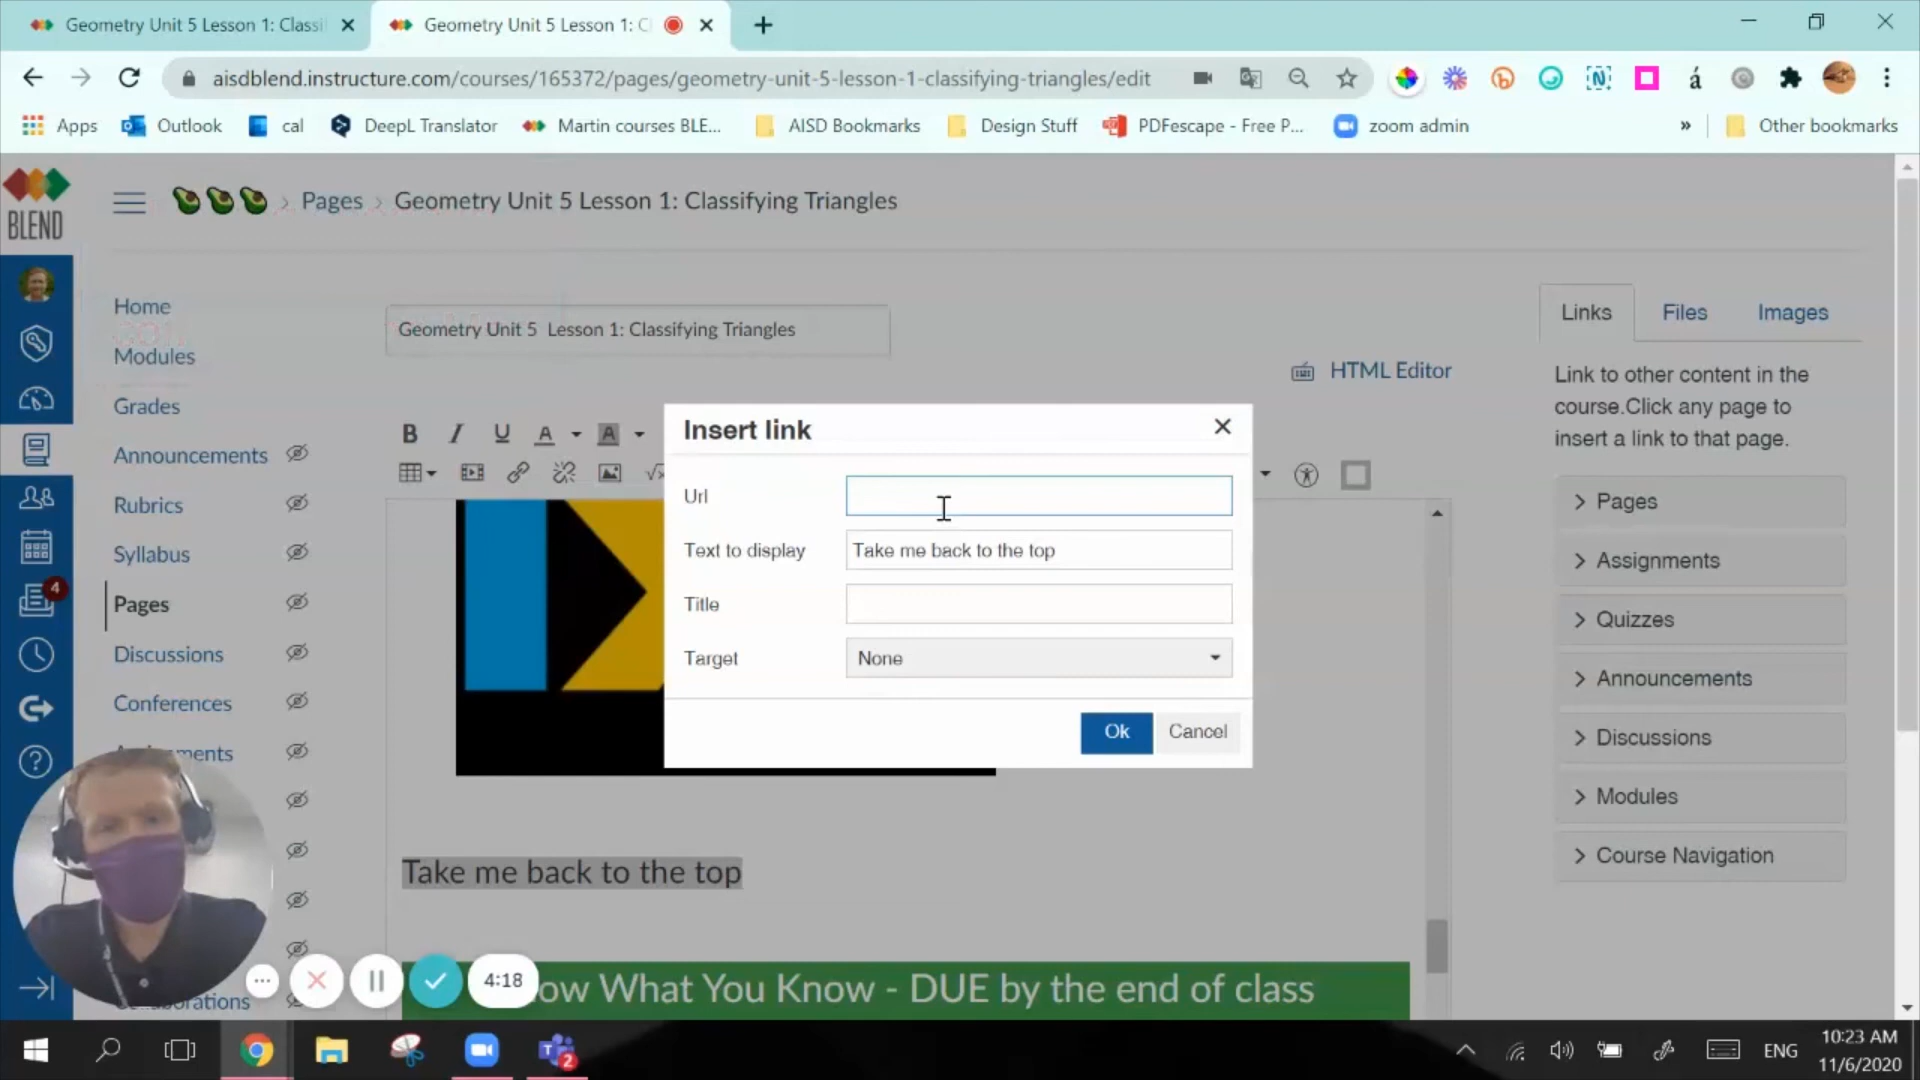 Geometry Unit 5 Lesson 1: Classi
Geometry Unit 5 Lesson 1: C
aisdblend.instructure.com/courses/165372/pages/geometry-unit-5-lesson-1-classifying-triangles/edit
Apps
Outlook
cal
DeepL Translator
Martin courses BLE...
AISD Bookmarks
Design Stuff
PDFescape - Free P...
zoom admin
»
Other bookmarks
BLEND
Pages
Geometry Unit 5 Lesson 1: Classifying Triangles
Home
Modules
Grades
Announcements
Rubrics
Syllabus
Pages
Discussions
Conferences
4
Geometry Unit 5 Lesson 1: Classifying Triangles
HTML Editor
B I U A A
Insert link
Url
Text to display
Take me back to the top
Title
Target
None
Ok
Cancel
Take me back to the top
ow What You Know - DUE by the end of class
4:18
Links
Files
Images
Link to other content in the
course.Click any page to
insert a link to that page.
Pages
Assignments
Quizzes
Announcements
Discussions
Modules
Course Navigation
2
ENG
10:23 AM
11/6/2020